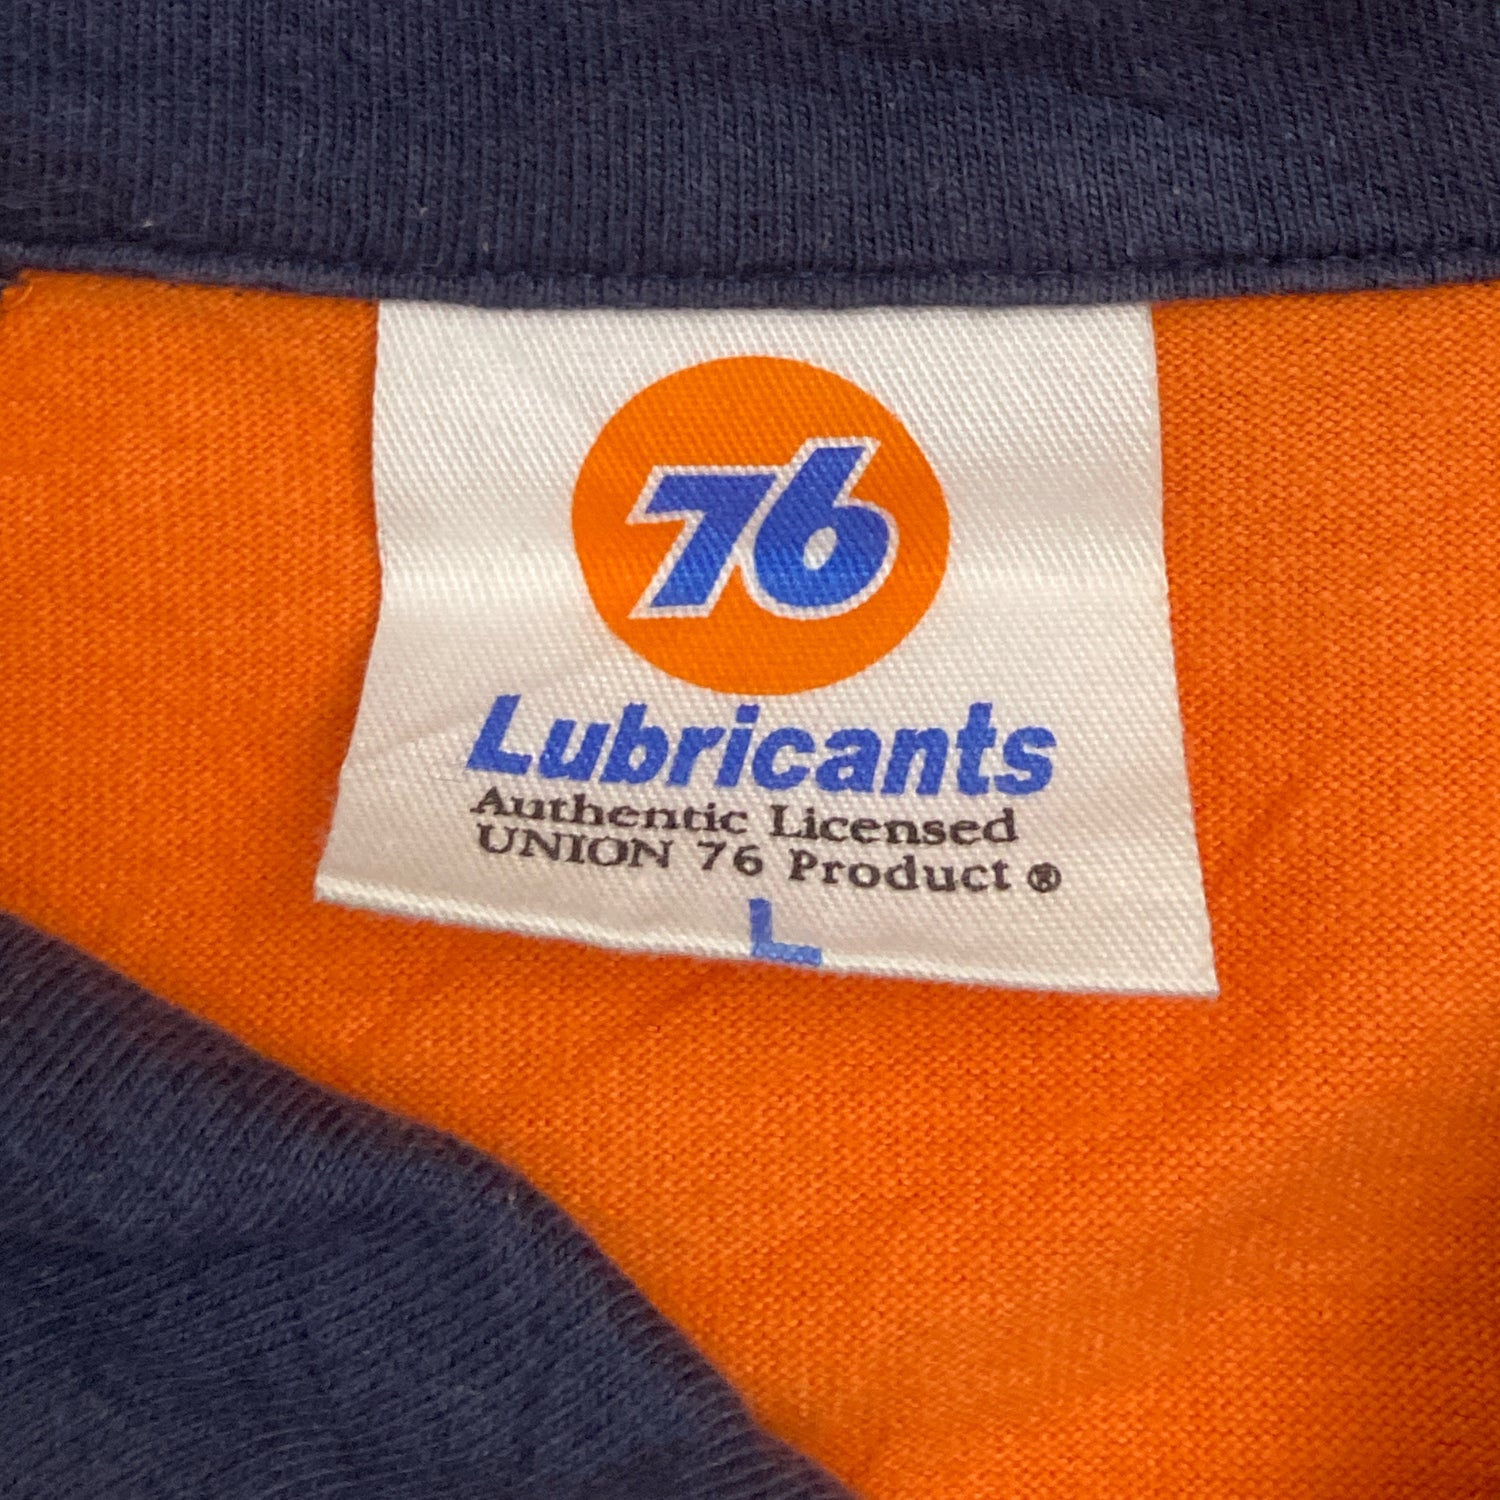 76
Lubricants
Authentic Licensed
UNION 76 Product ®
L